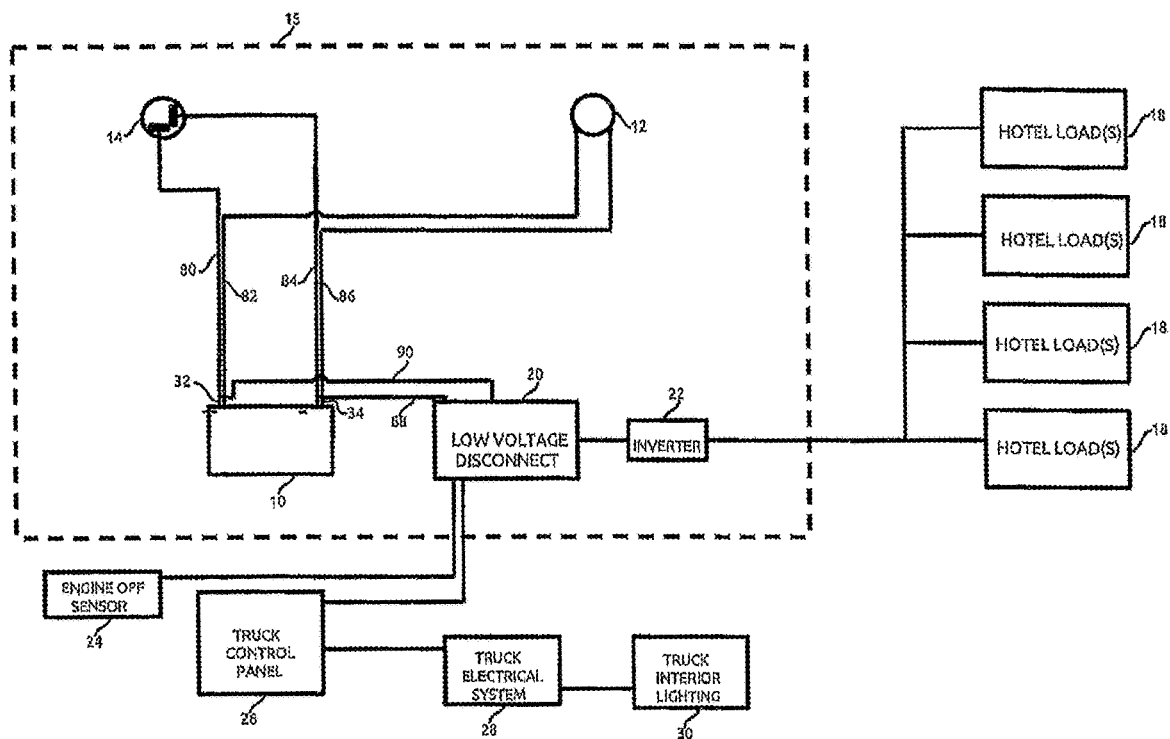 15
14
12
HOTEL LOAD(S)
18
HOTEL LOAD(S)
18
HOTEL LOAD(S)
18
HOTEL LOAD(S)
18
80
82
84
86
90
20
22
32
34
88
LOW VOLTAGE
DISCONNECT
INVERTER
10
ENGINE OFF
SENSOR
24
TRUCK
CONTROL
PANEL
26
TRUCK
ELECTRICAL
SYSTEM
28
TRUCK
INTERIOR
LIGHTING
30